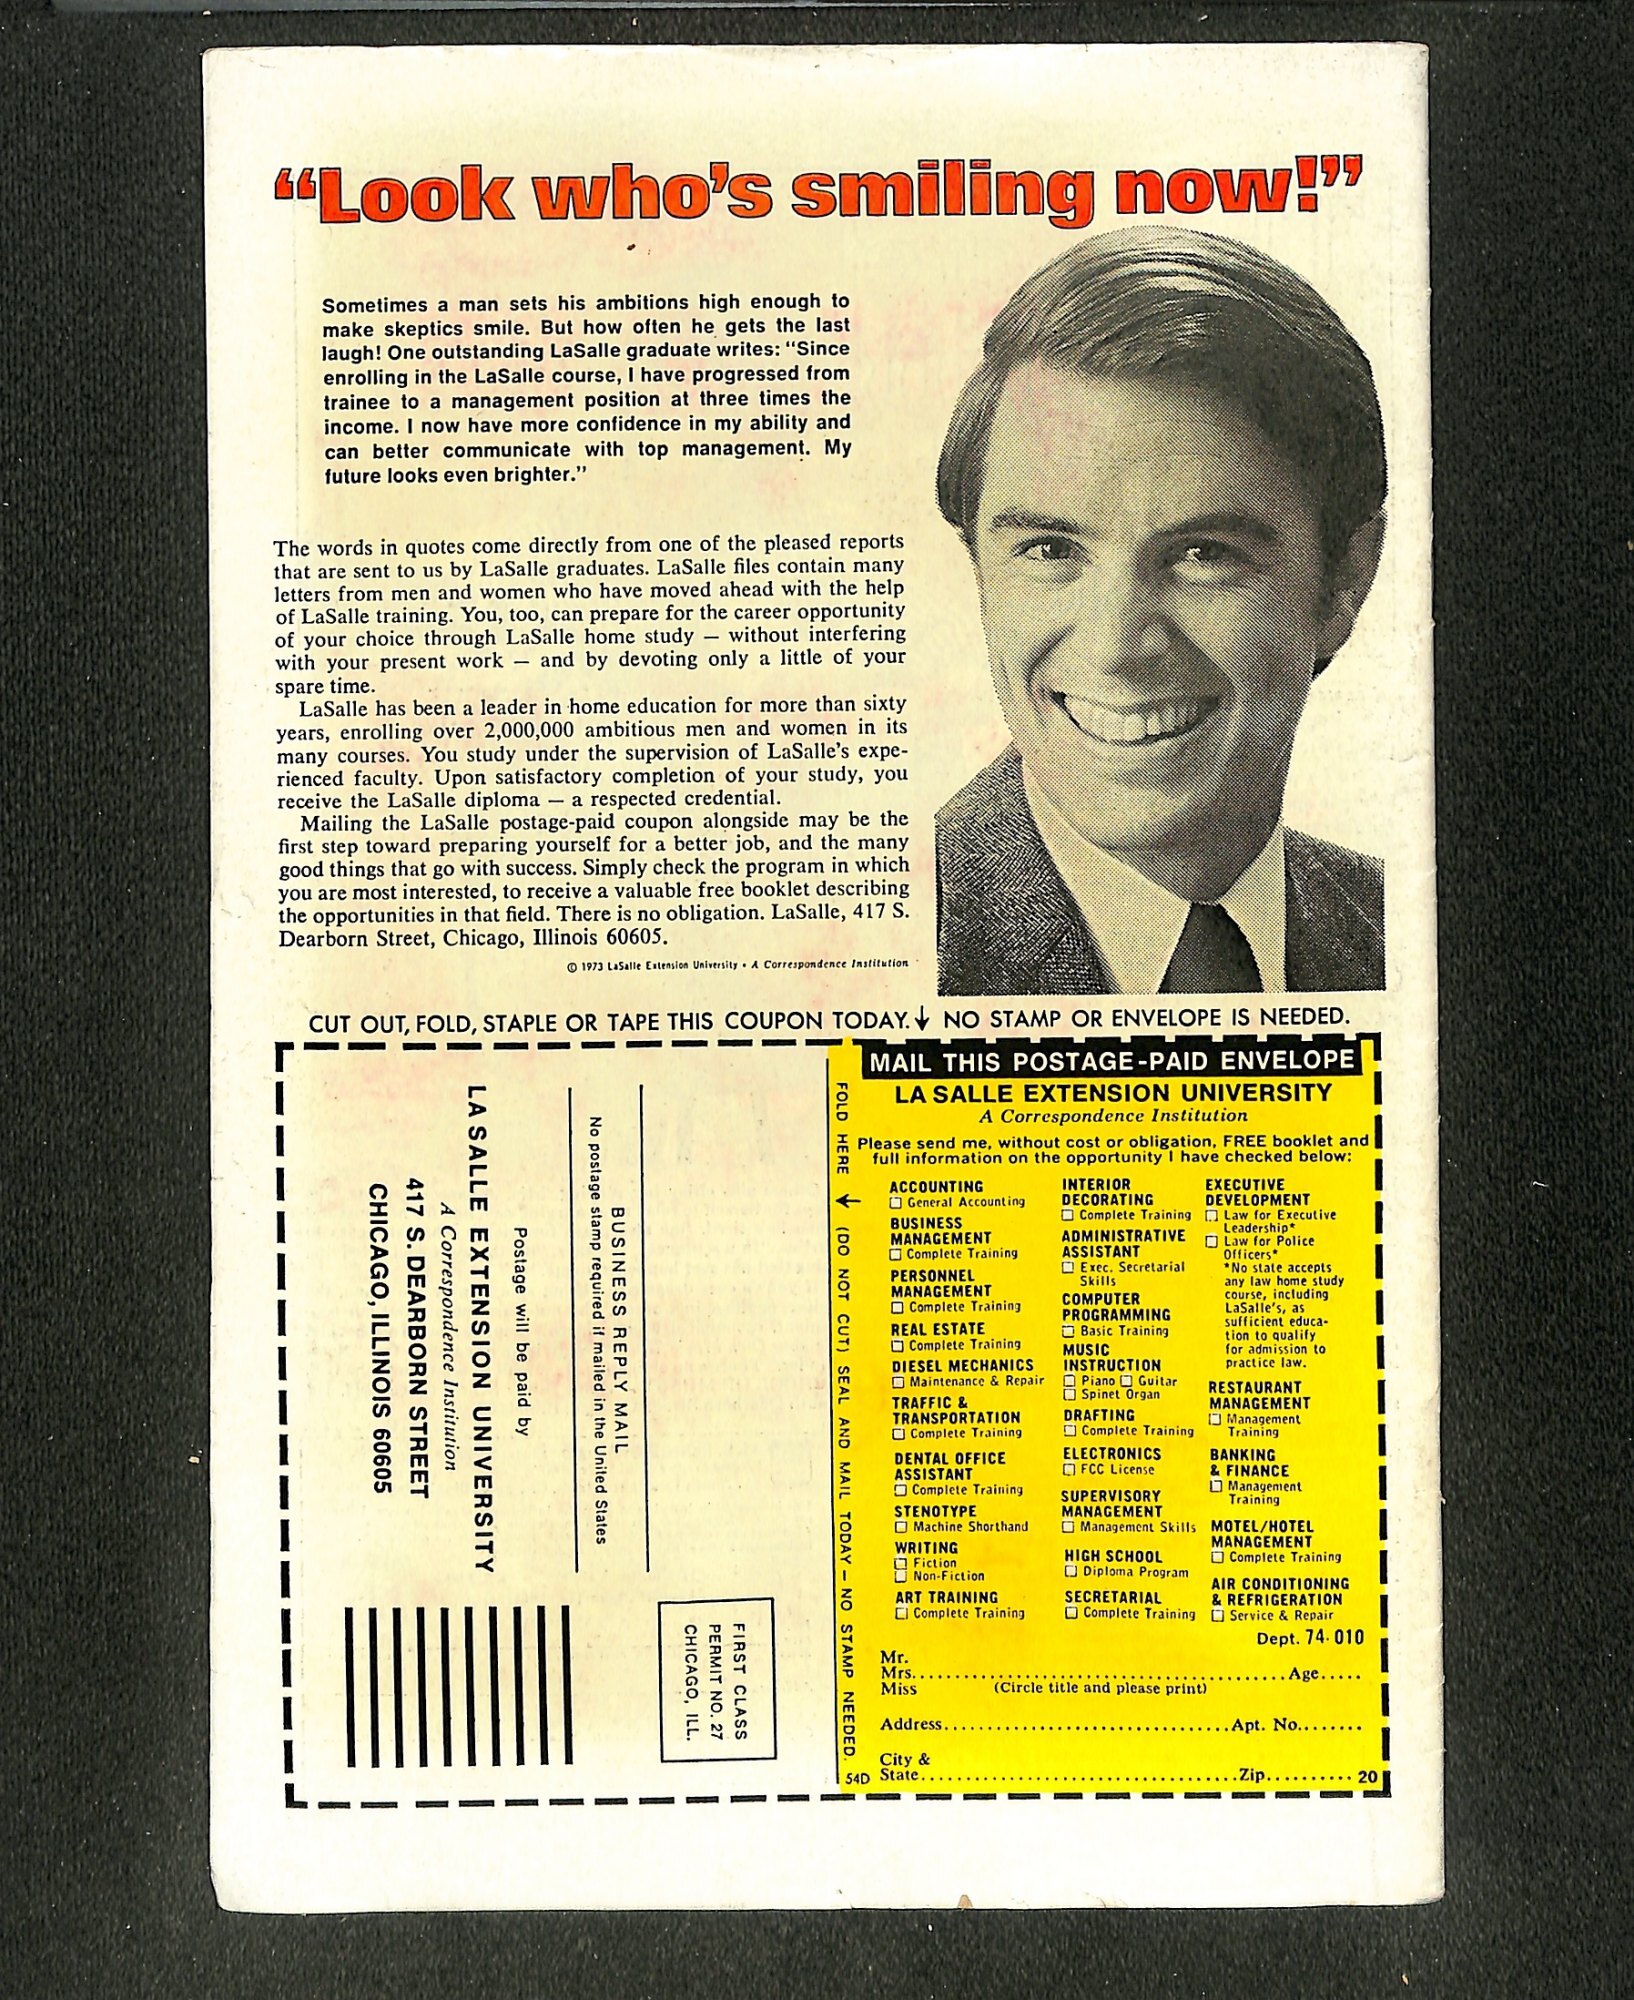 “Look who’s smiling now!”
Sometimes a man sets his ambitions high enough to
make skeptics smile. But how often he gets the last
laugh! One outstanding LaSalle graduate writes: “Since
enrolling in the LaSalle course, I have progressed from
trainee to a management position at three times the
income. I now have more confidence in my ability and
can better communicate with top management. My
future looks even brighter.”
The words in quotes come directly from one of the pleased reports
that are sent to us by LaSalle graduates. LaSalle files contain many
letters from men and women who have moved ahead with the help
of LaSalle training. You, too, can prepare for the career opportunity
of your choice through LaSalle home study — without interfering
with your present work — and by devoting only a little of your
spare time.
LaSalle has been a leader in home education for more than sixty
years, enrolling over 2,000,000 ambitious men and women in its
many courses. You study under the supervision of LaSalle’s expe-
rienced faculty. Upon satisfactory completion of your study, you
receive the LaSalle diploma — a respected credential.
Mailing the LaSalle postage-paid coupon alongside may be the
first step toward preparing yourself for a better job, and the many
good things that go with success. Simply check the program in which
you are most interested, to receive a valuable free booklet describing
the opportunities in that field. There is no obligation. LaSalle, 417 S.
Dearborn Street, Chicago, Illinois 60605.
© 1973 LaSalle Extension University • A Correspondence Institution
CUT OUT, FOLD, STAPLE OR TAPE THIS COUPON TODAY.↓ NO STAMP OR ENVELOPE IS NEEDED.
FIRST CLASS
PERMIT NO. 27
CHICAGO, ILL.
BUSINESS REPLY MAIL
No postage stamp required if mailed in the United States
Postage will be paid by
LA SALLE EXTENSION UNIVERSITY
A Correspondence Institution
417 S. DEARBORN STREET
CHICAGO, ILLINOIS 60605
FOLD HERE ↓ (DO NOT CUT) SEAL AND MAIL TODAY — NO STAMP NEEDED.
MAIL THIS POSTAGE-PAID ENVELOPE
LA SALLE EXTENSION UNIVERSITY
A Correspondence Institution
Please send me, without cost or obligation, FREE booklet and
full information on the opportunity I have checked below:
ACCOUNTING
☐ General Accounting
BUSINESS
MANAGEMENT
☐ Complete Training
PERSONNEL
MANAGEMENT
☐ Complete Training
REAL ESTATE
☐ Complete Training
DIESEL MECHANICS
☐ Maintenance & Repair
TRAFFIC &
TRANSPORTATION
☐ Complete Training
DENTAL OFFICE
ASSISTANT
☐ Complete Training
STENOTYPE
☐ Machine Shorthand
WRITING
☐ Fiction
☐ Non-Fiction
ART TRAINING
☐ Complete Training
INTERIOR
DECORATING
☐ Complete Training
ADMINISTRATIVE
ASSISTANT
☐ Exec. Secretarial
Skills
COMPUTER
PROGRAMMING
☐ Basic Training
MUSIC
INSTRUCTION
☐ Piano ☐ Guitar
☐ Spinet Organ
DRAFTING
☐ Complete Training
ELECTRONICS
☐ FCC License
SUPERVISORY
MANAGEMENT
☐ Management Skills
HIGH SCHOOL
☐ Diploma Program
SECRETARIAL
☐ Complete Training
EXECUTIVE
DEVELOPMENT
☐ Law for Executive
Leadership*
☐ Law for Police
Officers*
*No state accepts
any law home study
course, including
LaSalle’s, as
sufficient educa-
tion to qualify
for admission to
practice law.
RESTAURANT
MANAGEMENT
☐ Management
Training
BANKING
& FINANCE
☐ Management
Training
MOTEL/HOTEL
MANAGEMENT
☐ Complete Training
AIR CONDITIONING
& REFRIGERATION
☐ Service & Repair
Dept. 74-010
Mr.
Mrs. Age
Miss (Circle title and please print)
Address Apt. No.
City &
State Zip 20
54D